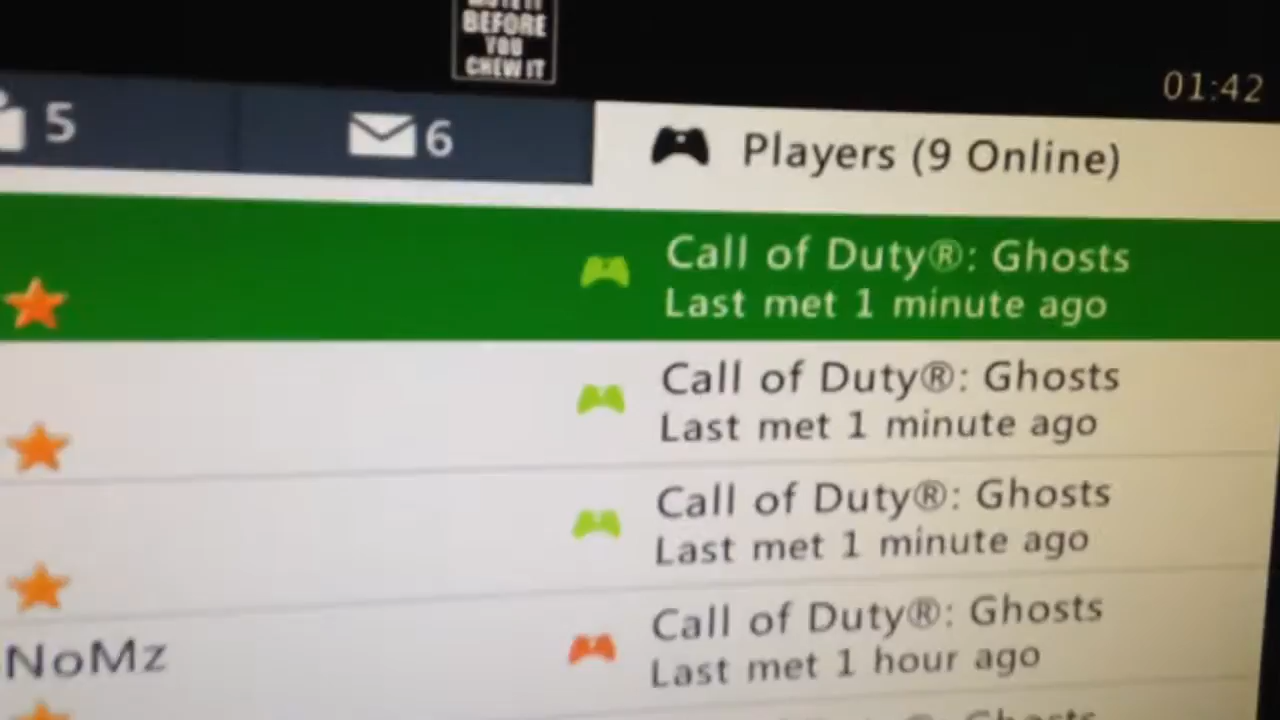 BEFORE
YOU
CHEW IT
01:42
5
6
Players (9 Online)
Call of Duty®: Ghosts
Last met 1 minute ago
Call of Duty®: Ghosts
Last met 1 minute ago
Call of Duty®: Ghosts
Last met 1 minute ago
NoMz
Call of Duty®: Ghosts
Last met 1 hour ago
Ghosts